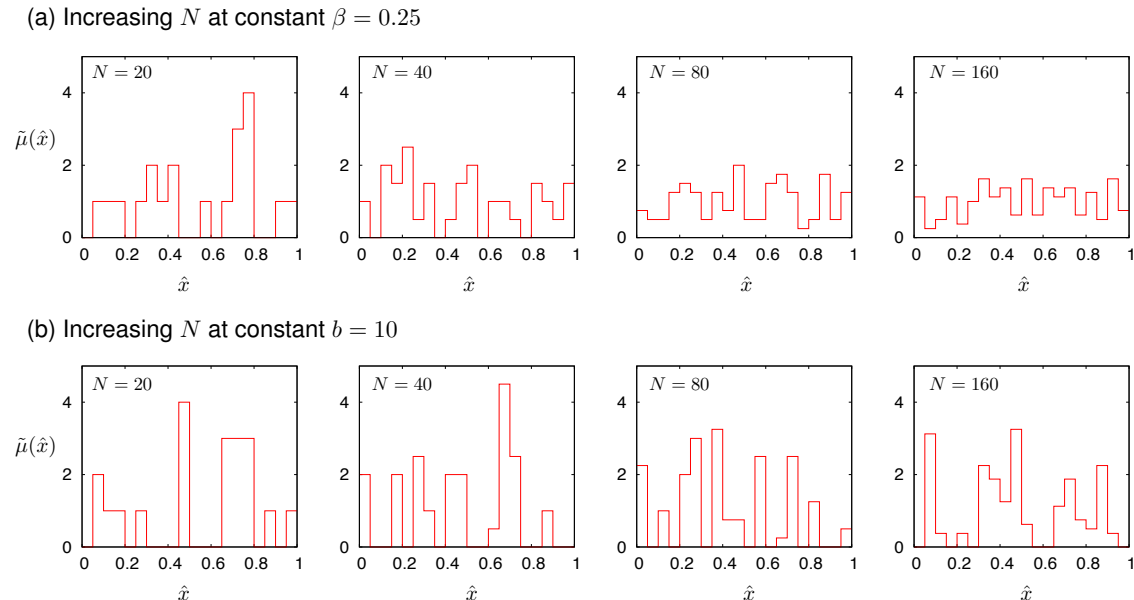 (a) Increasing N at constant β = 0.25
N = 20 N = 40 N = 80 N = 160
4 4 4 4
μ̃(x̂)
2 2 2 2
0 0 0 0
0 0.2 0.4 0.6 0.8 1 0 0.2 0.4 0.6 0.8 1 0 0.2 0.4 0.6 0.8 1 0 0.2 0.4 0.6 0.8 1
x̂ x̂ x̂ x̂
(b) Increasing N at constant b = 10
N = 20 N = 40 N = 80 N = 160
4 4 4 4
μ̃(x̂)
2 2 2 2
0 0 0 0
0 0.2 0.4 0.6 0.8 1 0 0.2 0.4 0.6 0.8 1 0 0.2 0.4 0.6 0.8 1 0 0.2 0.4 0.6 0.8 1
x̂ x̂ x̂ x̂